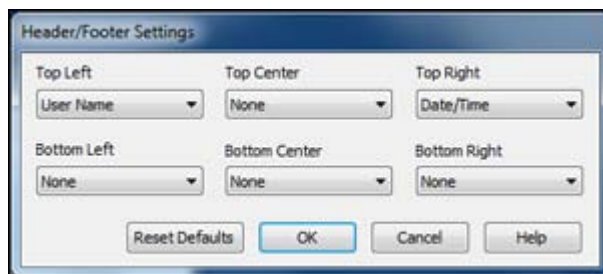 Header/Footer Settings
Top Left Top Center Top Right
User Name None Date/Time
Bottom Left Bottom Center Bottom Right
None None None
Reset Defaults OK Cancel Help